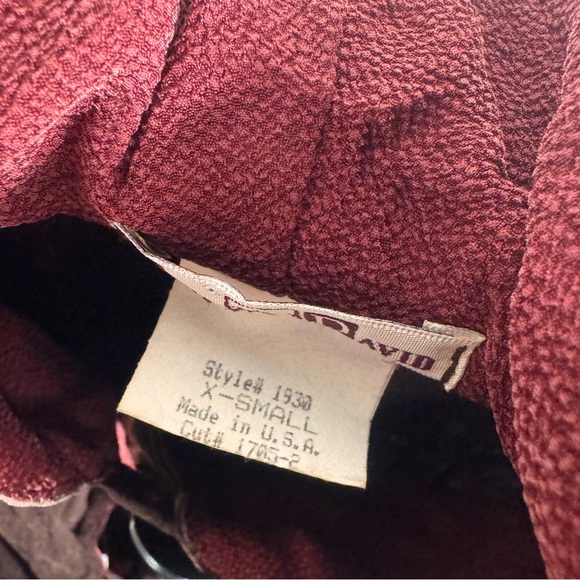 Style# 1930
X-SMALL
Made in U.S.A.
Cut# 1705-2